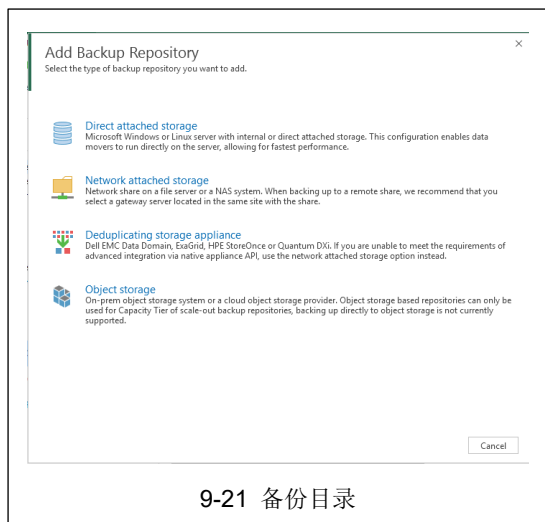 Add Backup Repository
Select the type of backup repository you want to add.
Direct attached storage
Microsoft Windows or Linux server with internal or direct attached storage. This configuration enables data
movers to run directly on the server, allowing for fastest performance.
Network attached storage
Network share on a file server or a NAS system. When backing up to a remote share, we recommend that you
select a gateway server located in the same site with the share.
Deduplicating storage appliance
Dell EMC Data Domain, ExaGrid, HPE StoreOnce or Quantum DXi. If you are unable to meet the requirements of
advanced integration via native appliance API, use the network attached storage option instead.
Object storage
On-prem object storage system or a cloud object storage provider. Object storage based repositories can only be
used for Capacity Tier of scale-out backup repositories, backing up directly to object storage is not currently
supported.
Cancel
9-21 备份目录